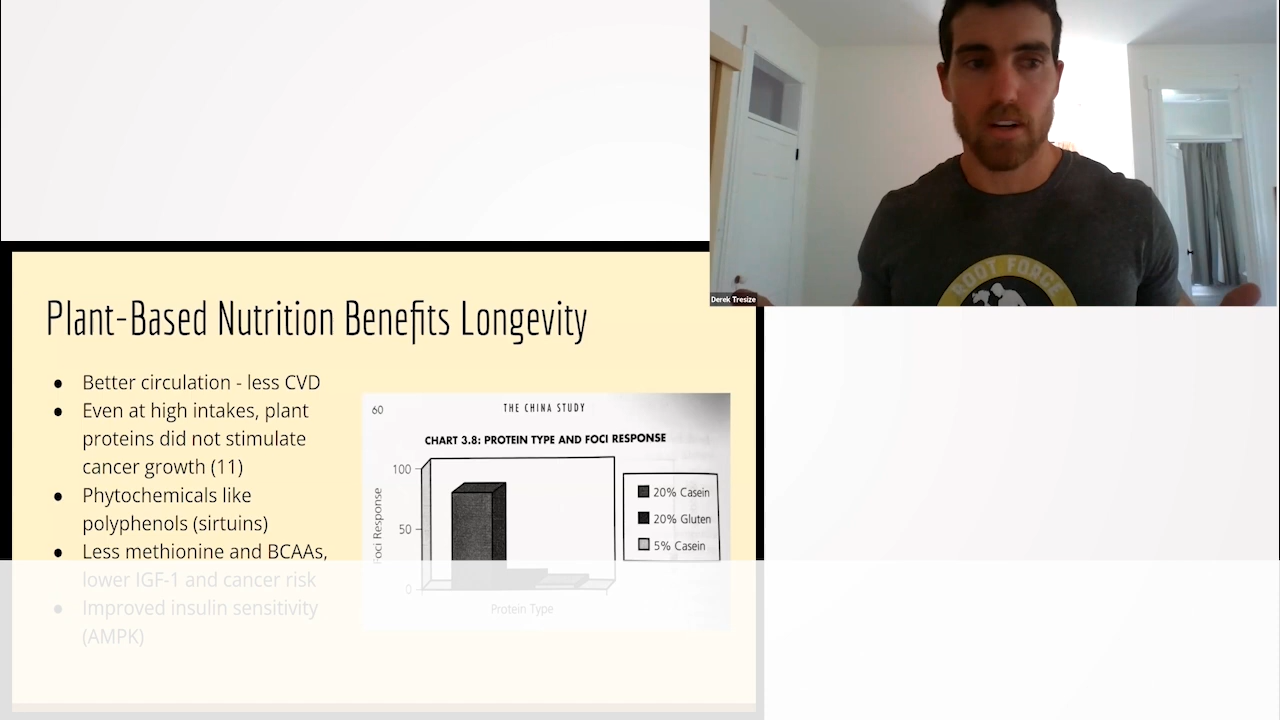 ROOT FORCE
Derek Tresize
Plant-Based Nutrition Benefits Longevity
● Better circulation - less CVD
● Even at high intakes, plant
proteins did not stimulate
cancer growth (11)
● Phytochemicals like
polyphenols (sirtuins)
● Less methionine and BCAAs,
lower IGF-1 and cancer risk
● Improved insulin sensitivity
(AMPK)
60
THE CHINA STUDY
CHART 3.8: PROTEIN TYPE AND FOCI RESPONSE
100
50
0
Foci Response
20% Casein
20% Gluten
5% Casein
Protein Type